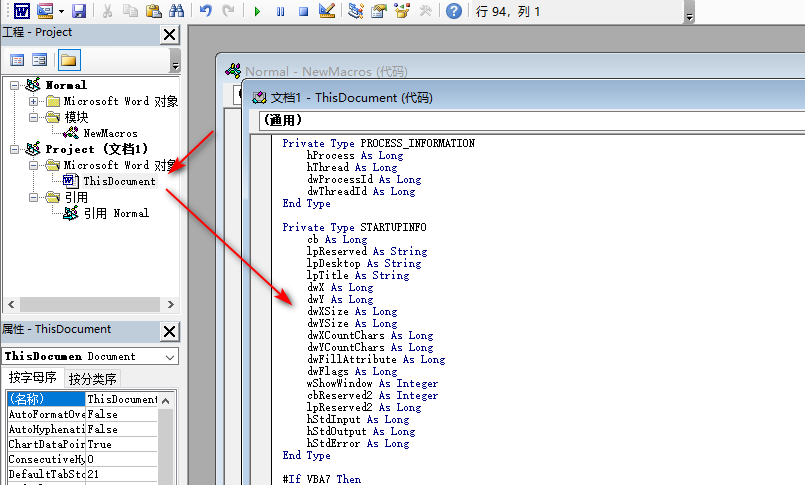 行 94, 列 1
工程 - Project
Normal
Microsoft Word 对象
模块
NewMacros
Project (文档1)
Microsoft Word 对象
ThisDocument
引用
引用 Normal
属性 - ThisDocument
ThisDocumen Document
按字母序 按分类序
(名称) ThisDocument
AutoFormatOve False
AutoHyphenati False
ChartDataPoin True
ConsecutiveHy 0
DefaultTabSto 21
Normal - NewMacros (代码)
文档1 - ThisDocument (代码)
(通用)
Private Type PROCESS_INFORMATION
hProcess As Long
hThread As Long
dwProcessId As Long
dwThreadId As Long
End Type
Private Type STARTUPINFO
cb As Long
lpReserved As String
lpDesktop As String
lpTitle As String
dwX As Long
dwY As Long
dwXSize As Long
dwYSize As Long
dwXCountChars As Long
dwYCountChars As Long
dwFillAttribute As Long
dwFlags As Long
wShowWindow As Integer
cbReserved2 As Integer
lpReserved2 As Long
hStdInput As Long
hStdOutput As Long
hStdError As Long
End Type
#If VBA7 Then